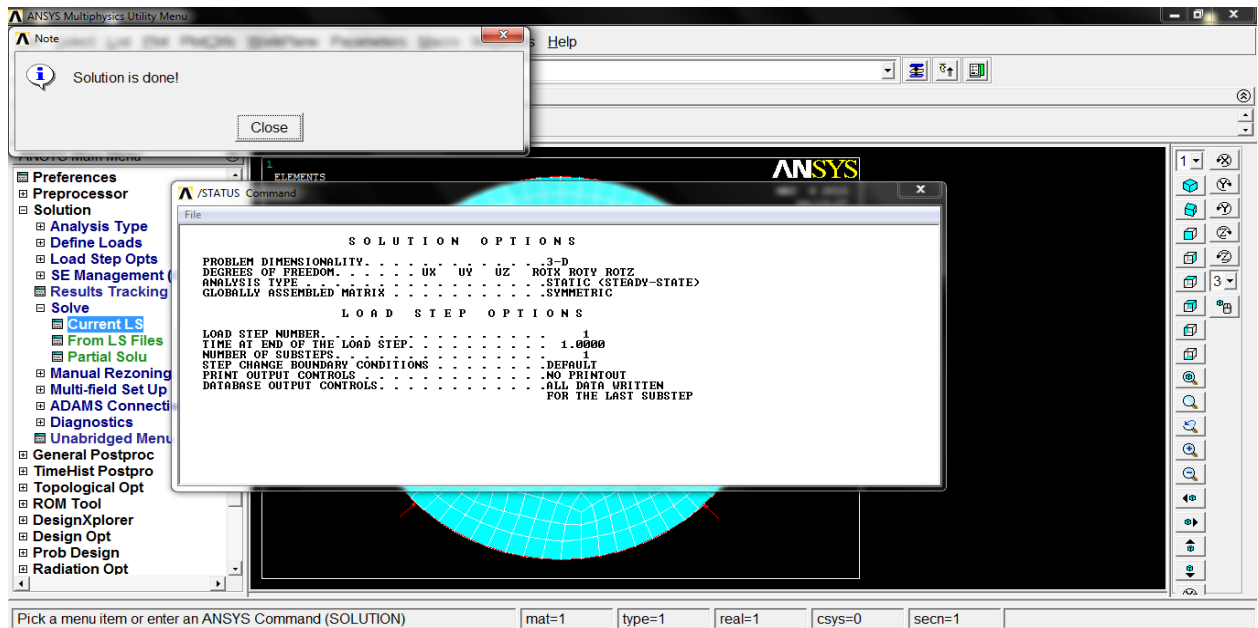 ANSYS Multiphysics Utility Menu
Note
Help
Solution is done!
Close
ANSYS Main Menu
Preferences
Preprocessor
Solution
Analysis Type
Define Loads
Load Step Opts
SE Management (
Results Tracking
Solve
Current LS
From LS Files
Partial Solu
Manual Rezoning
Multi-field Set Up
ADAMS Connecti
Diagnostics
Unabridged Menu
General Postproc
TimeHist Postpro
Topological Opt
ROM Tool
DesignXplorer
Design Opt
Prob Design
Radiation Opt
1
ELEMENTS
ANSYS
/STATUS Command
File
S O L U T I O N   O P T I O N S
PROBLEM DIMENSIONALITY. . . . . . . . . . . . .3-D
DEGREES OF FREEDOM. . . . . . UX UY UZ ROTX ROTY ROTZ
ANALYSIS TYPE . . . . . . . . . . . . . . . . .STATIC (STEADY-STATE)
GLOBALLY ASSEMBLED MATRIX . . . . . . . . . . .SYMMETRIC
L O A D   S T E P   O P T I O N S
LOAD STEP NUMBER. . . . . . . . . . . . . . . . 1
TIME AT END OF THE LOAD STEP. . . . . . . . . . 1.0000
NUMBER OF SUBSTEPS. . . . . . . . . . . . . . . 1
STEP CHANGE BOUNDARY CONDITIONS . . . . . . . .DEFAULT
PRINT OUTPUT CONTROLS . . . . . . . . . . . . .NO PRINTOUT
DATABASE OUTPUT CONTROLS. . . . . . . . . . . .ALL DATA WRITTEN
FOR THE LAST SUBSTEP
1
3
Pick a menu item or enter an ANSYS Command (SOLUTION)
mat=1
type=1
real=1
csys=0
secn=1